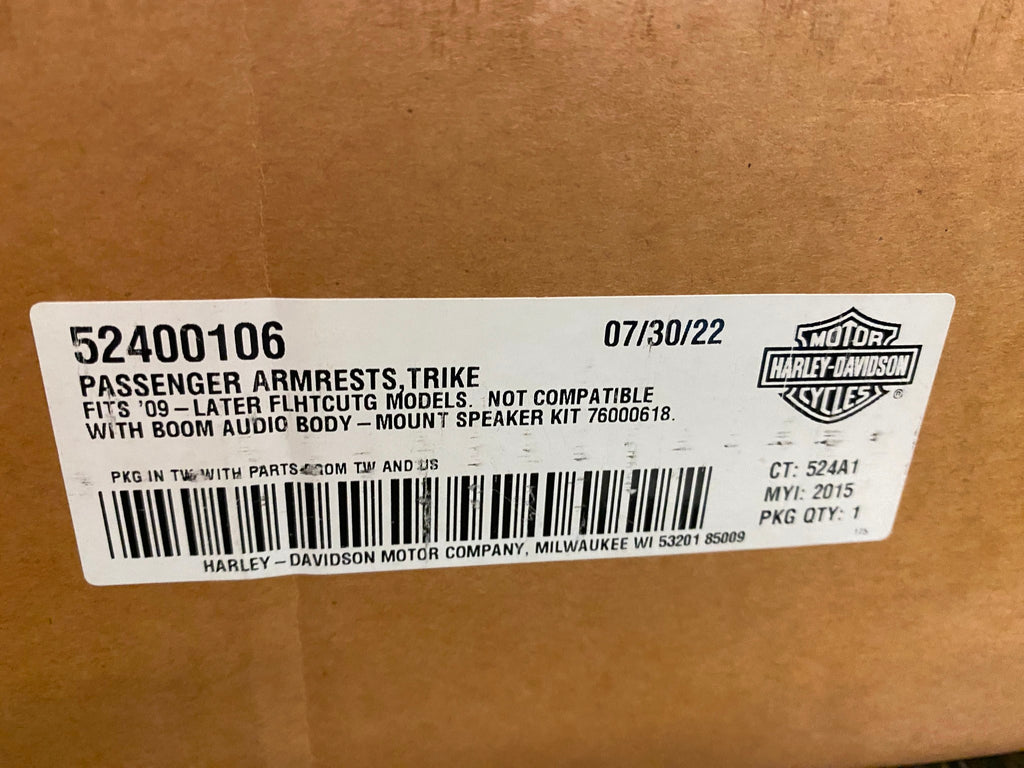 52400106
07/30/22
PASSENGER ARMRESTS,TRIKE
FITS '09-LATER FLHTCUTG MODELS. NOT COMPATIBLE
WITH BOOM AUDIO BODY-MOUNT SPEAKER KIT 76000618.
PKG IN TW WITH PARTS FROM TW AND US
HARLEY-DAVIDSON MOTOR COMPANY, MILWAUKEE WI 53201 85009
MOTOR
HARLEY-DAVIDSON
CYCLES
®
CT: 524A1
MYI: 2015
PKG QTY: 1